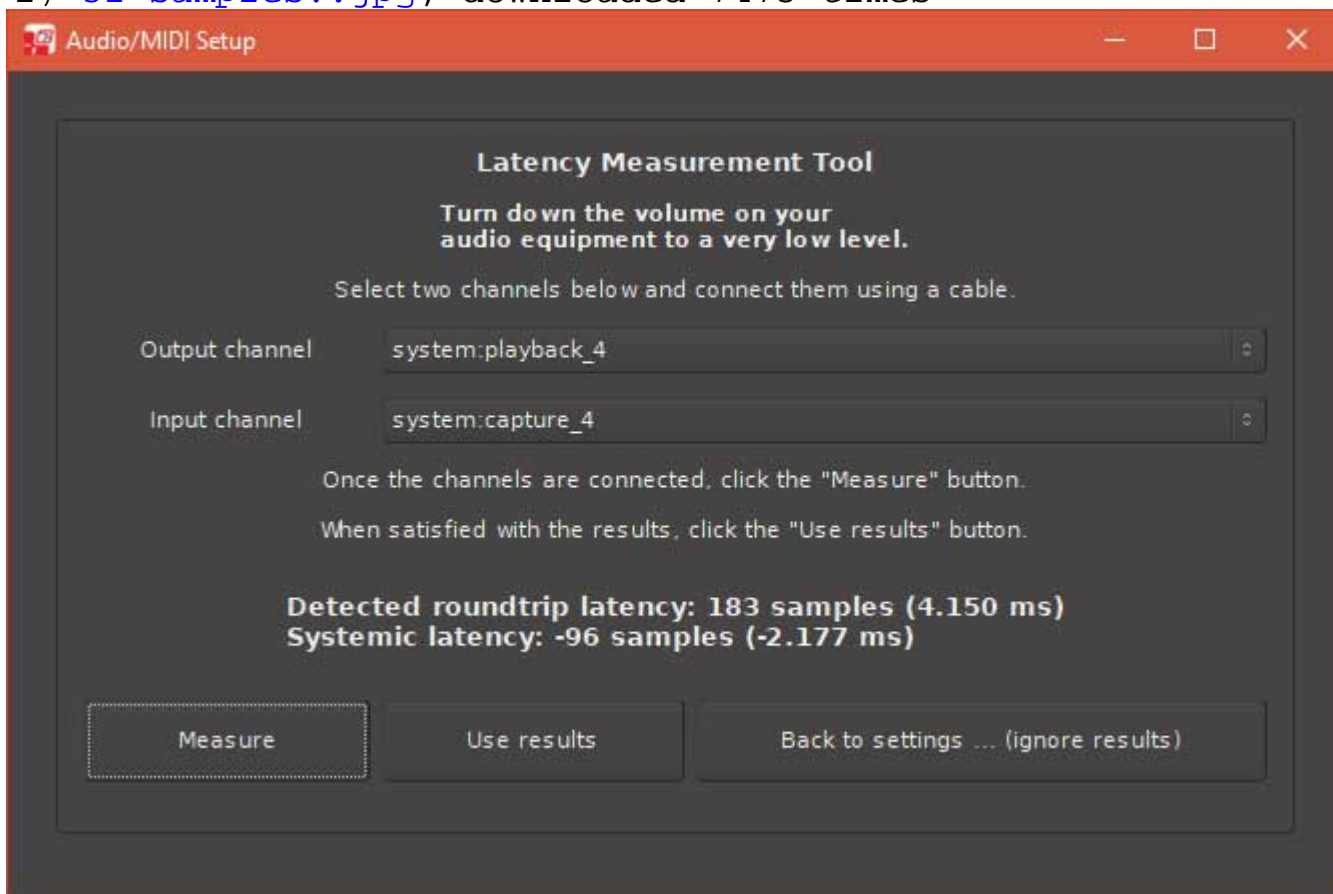 samples..jpg, downloaded times
Audio/MIDI Setup
Latency Measurement Tool
Turn down the volume on your
audio equipment to a very low level.
Select two channels below and connect them using a cable.
Output channel system:playback_4
Input channel system:capture_4
Once the channels are connected, click the "Measure" button.
When satisfied with the results, click the "Use results" button.
Detected roundtrip latency: 183 samples (4.150 ms)
Systemic latency: -96 samples (-2.177 ms)
Measure Use results Back to settings ... (ignore results)